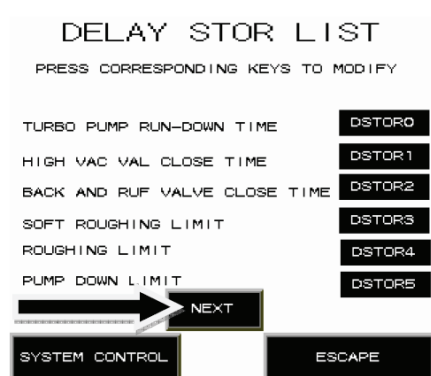 DELAY STOR LIST
PRESS CORRESPONDING KEYS TO MODIFY
TURBO PUMP RUN-DOWN TIME DSTOR0
HIGH VAC VAL CLOSE TIME DSTOR1
BACK AND RUF VALVE CLOSE TIME DSTOR2
SOFT ROUGHING LIMIT DSTOR3
ROUGHING LIMIT DSTOR4
PUMP DOWN LIMIT DSTOR5
NEXT
SYSTEM CONTROL ESCAPE